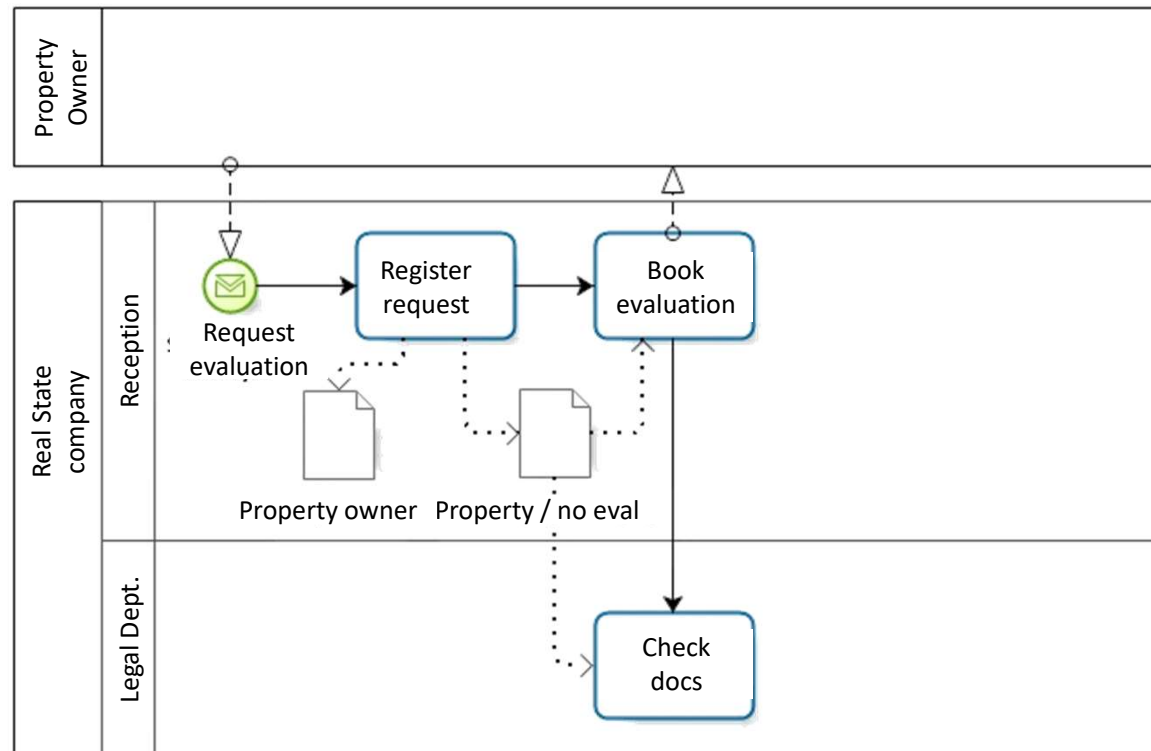 Property
Owner
Real State
company
Reception
Request
evaluation
Register
request
Book
evaluation
Property owner
Property / no eval
Legal Dept.
Check
docs